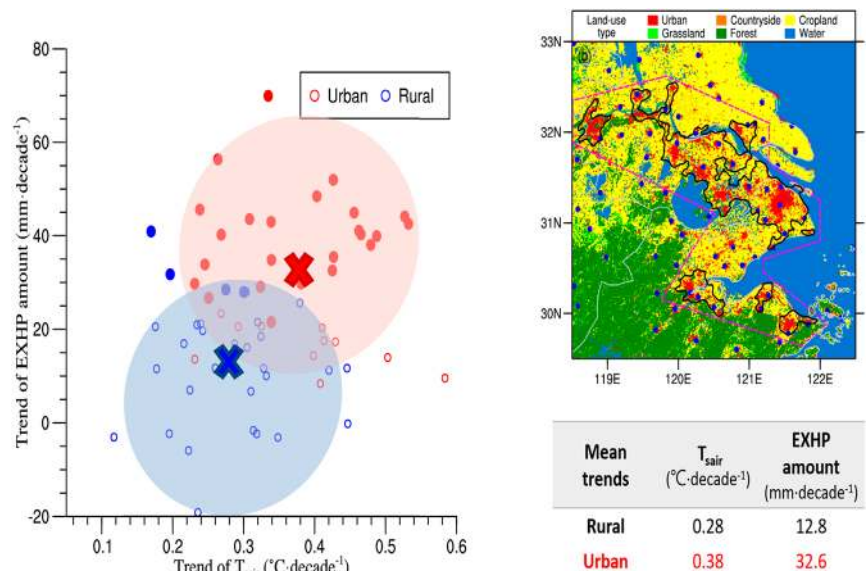 80
60
40
20
0
-20
Trend of EXHP amount (mm·decade⁻¹)
Urban Rural
0.1 0.2 0.3 0.4 0.5 0.6
Trend of (°C·decade⁻¹)
Land-use type
Urban Countryside Cropland
Grassland Forest Water
(b)
33N
32N
31N
30N
119E 120E 121E 122E
Mean trends
T sair (°C·decade⁻¹)
EXHP amount (mm·decade⁻¹)
Rural 0.28 12.8
Urban 0.38 32.6